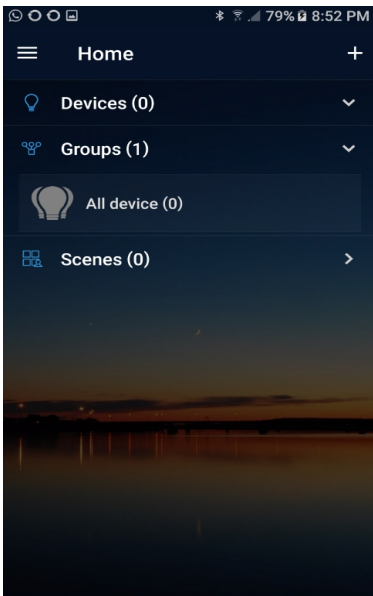 79% 8:52 PM
Home
Devices (0)
Groups (1)
All device (0)
Scenes (0)